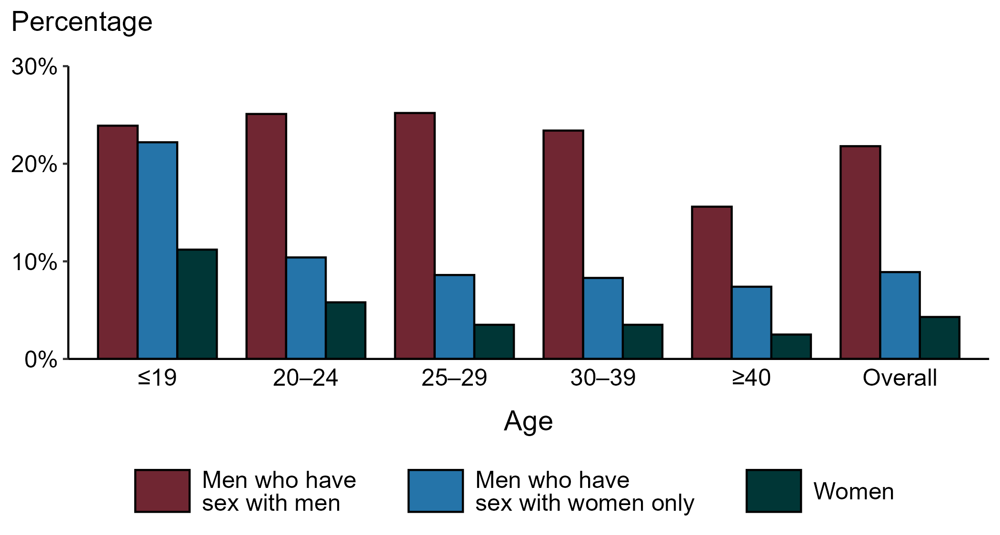 Percentage
30%
20%
10%
0%
≤19
20–24
25–29
30–39
≥40
Overall
Age
Men who have
sex with men
Men who have
sex with women only
Women